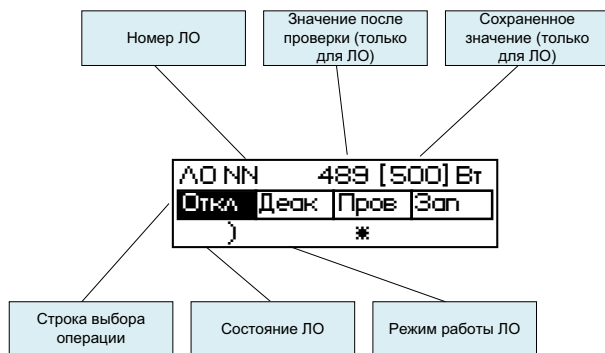 Номер ЛО
Значение после
проверки (только
для ЛО)
Сохраненное
значение (только
для ЛО)
ЛО NN 489 [500] Вт
Откл Деак Пров Зап
) *
Строка выбора
операции
Состояние ЛО
Режим работы ЛО